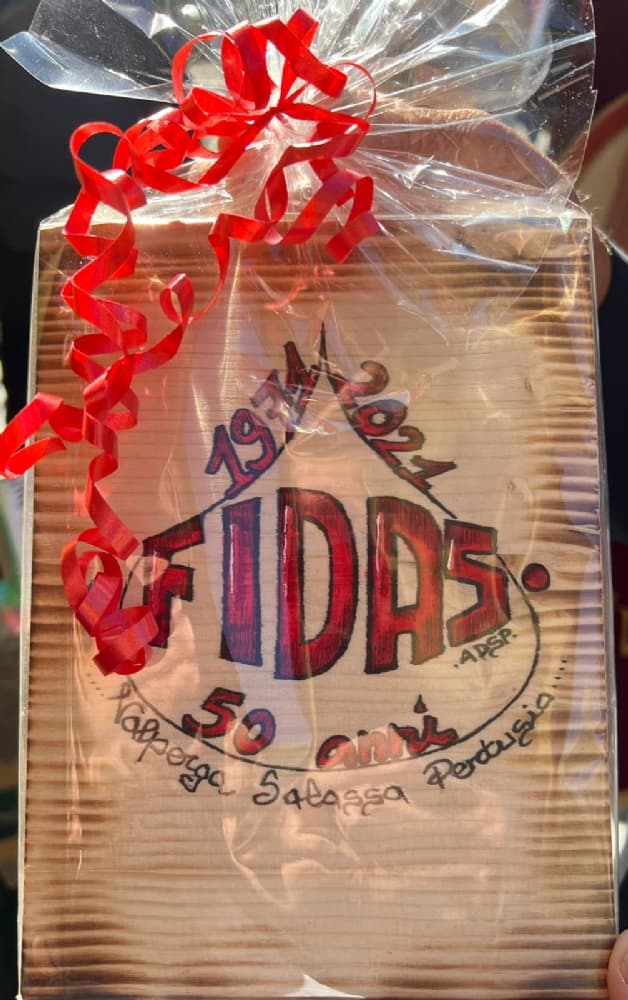 1971 2021
FIDAS
.ADSP.
50 anni
Valperga Salassa Pertusio